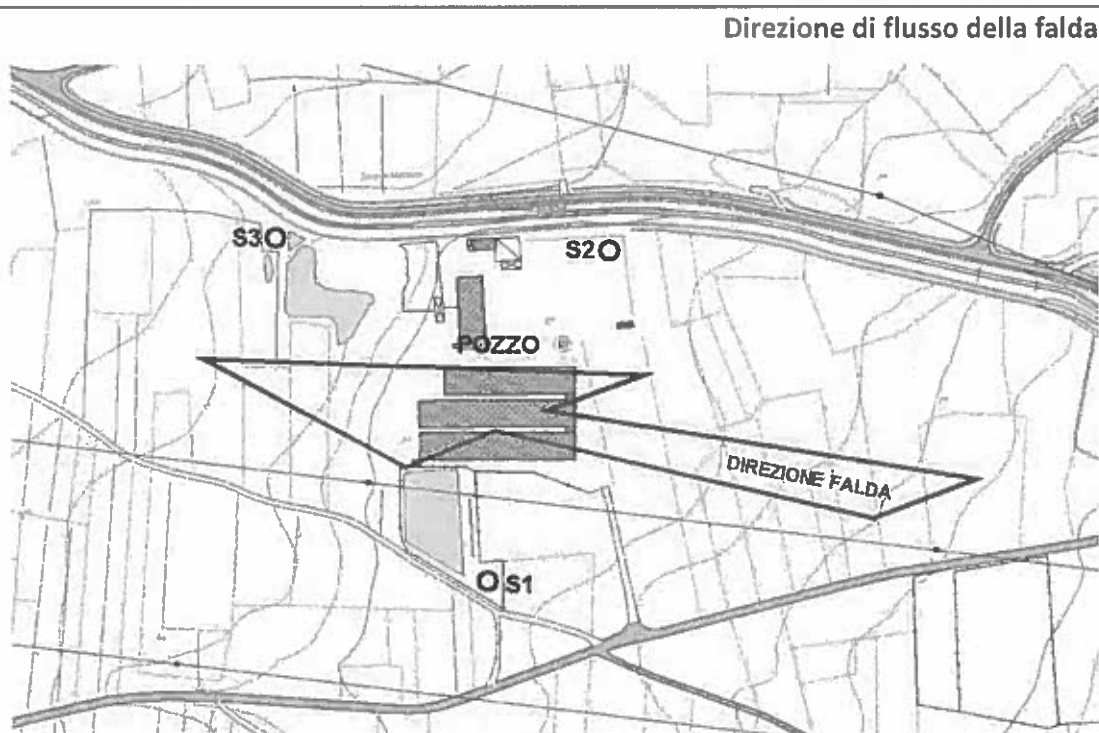 Direzione di flusso della falda
S3
S2
POZZO
DIREZIONE FALDA
S1